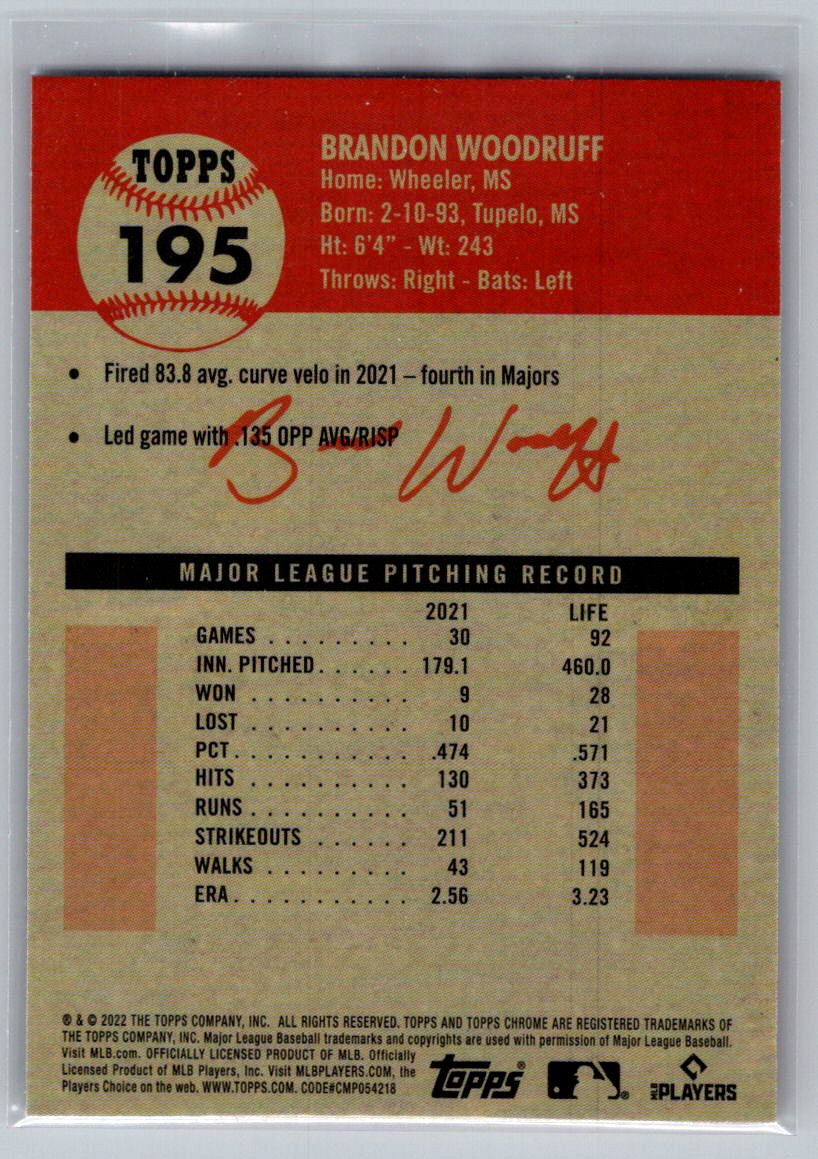 TOPPS
195
BRANDON WOODRUFF
Home: Wheeler, MS
Born: 2-10-93, Tupelo, MS
Ht: 6'4" - Wt: 243
Throws: Right - Bats: Left
• Fired 83.8 avg. curve velo in 2021 – fourth in Majors
• Led game with .135 OPP AVG/RISP
MAJOR LEAGUE PITCHING RECORD
2021 LIFE
GAMES . . . . . . . . . . 30 92
INN. PITCHED. . . . . . 179.1 460.0
WON . . . . . . . . . . . 9 28
LOST . . . . . . . . . . . 10 21
PCT. . . . . . . . . . . . .474 .571
HITS . . . . . . . . . . . 130 373
RUNS . . . . . . . . . . . 51 165
STRIKEOUTS . . . . . . 211 524
WALKS . . . . . . . . . . 43 119
ERA. . . . . . . . . . . . 2.56 3.23
® & © 2022 THE TOPPS COMPANY, INC. ALL RIGHTS RESERVED. TOPPS AND TOPPS CHROME ARE REGISTERED TRADEMARKS OF
THE TOPPS COMPANY, INC. Major League Baseball trademarks and copyrights are used with permission of Major League Baseball.
Visit MLB.com. OFFICIALLY LICENSED PRODUCT OF MLB. Officially
Licensed Product of MLB Players, Inc. Visit MLBPLAYERS.COM, the
Players Choice on the web. WWW.TOPPS.COM. CODE#CMP054218
topps®
®
MLB PLAYERS